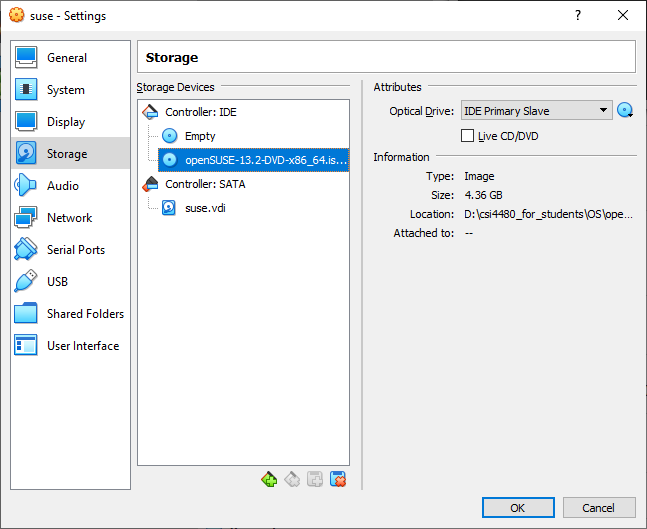 suse - Settings
General
System
Display
Storage
Audio
Network
Serial Ports
USB
Shared Folders
User Interface
Storage
Storage Devices
Controller: IDE
Empty
openSUSE-13.2-DVD-x86_64.is...
Controller: SATA
suse.vdi
Attributes
Optical Drive: IDE Primary Slave
Live CD/DVD
Information
Type: Image
Size: 4.36 GB
Location: D:\csi4480_for_students\OS\ope...
Attached to: --
OK
Cancel